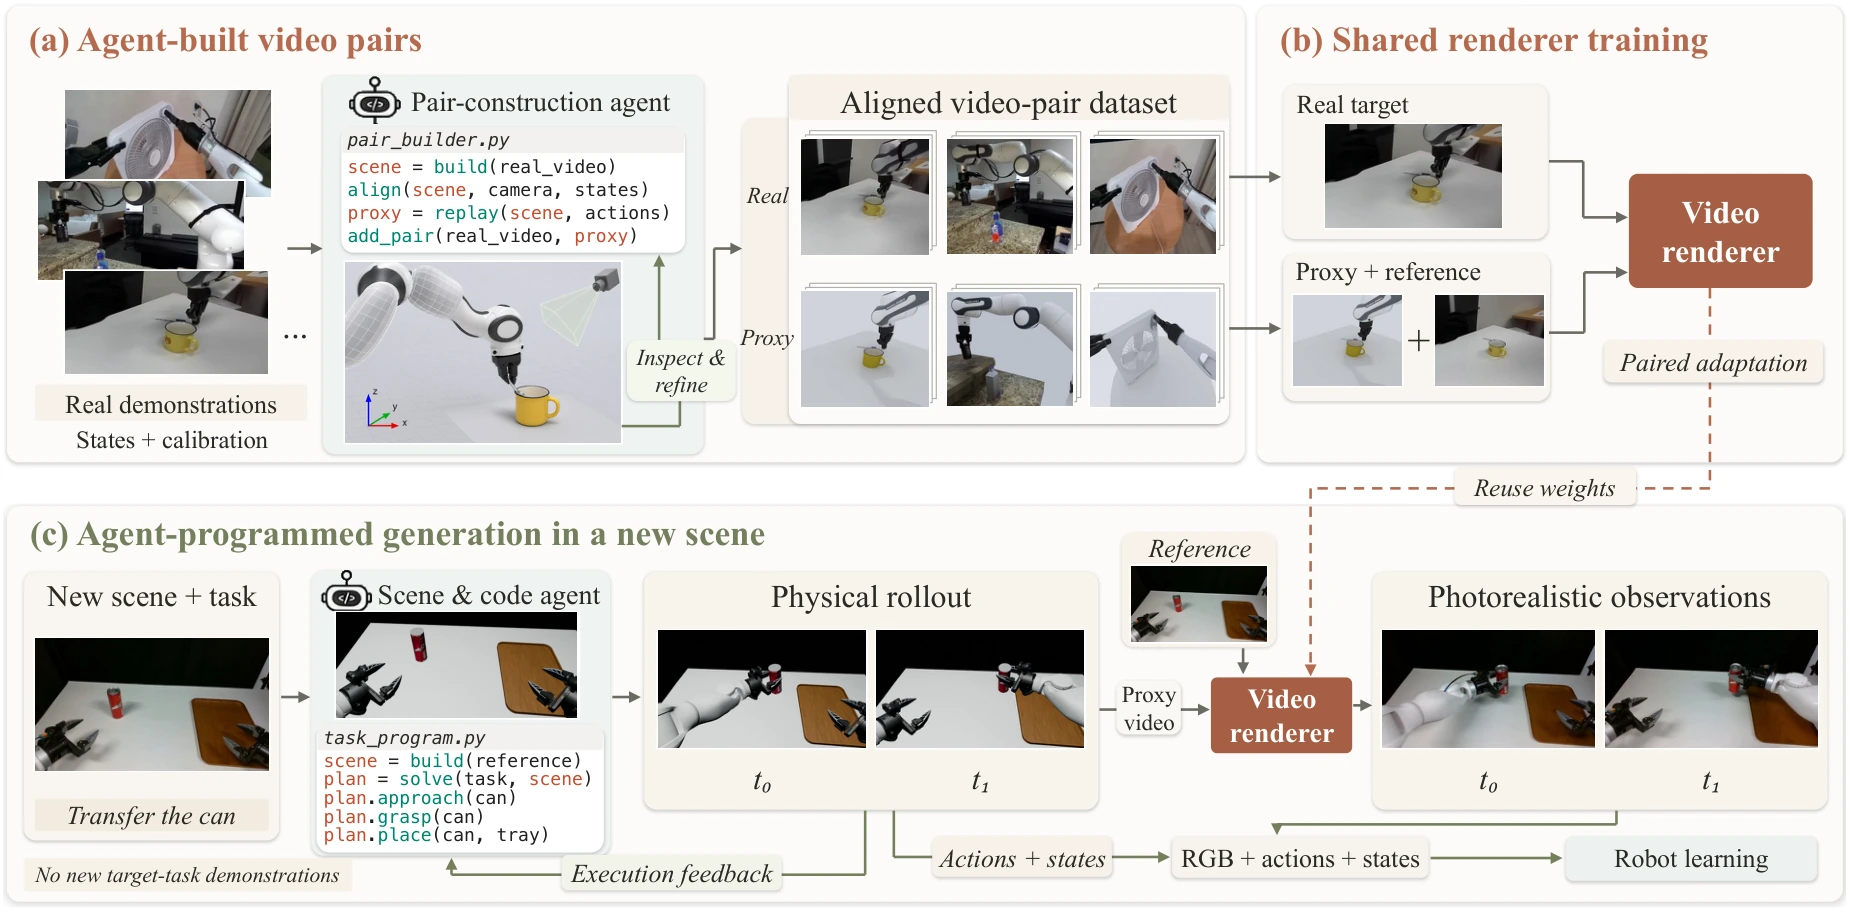 (a) Agent-built video pairs
Real demonstrations
States + calibration
...
</> Pair-construction agent
pair_builder.py
scene = build(real_video)
align(scene, camera, states)
proxy = replay(scene, actions)
add_pair(real_video, proxy)
z
y
x
Inspect &
refine
Aligned video-pair dataset
Real
Proxy
(b) Shared renderer training
Real target
Proxy + reference
+
Video
renderer
Paired adaptation
Reuse weights
(c) Agent-programmed generation in a new scene
New scene + task
Transfer the can
No new target-task demonstrations
</> Scene & code agent
task_program.py
scene = build(reference)
plan = solve(task, scene)
plan.approach(can)
plan.grasp(can)
plan.place(can, tray)
Execution feedback
Physical rollout
t₀
t₁
Actions + states
Proxy
video
Reference
Video
renderer
Photorealistic observations
t₀
t₁
RGB + actions + states
Robot learning